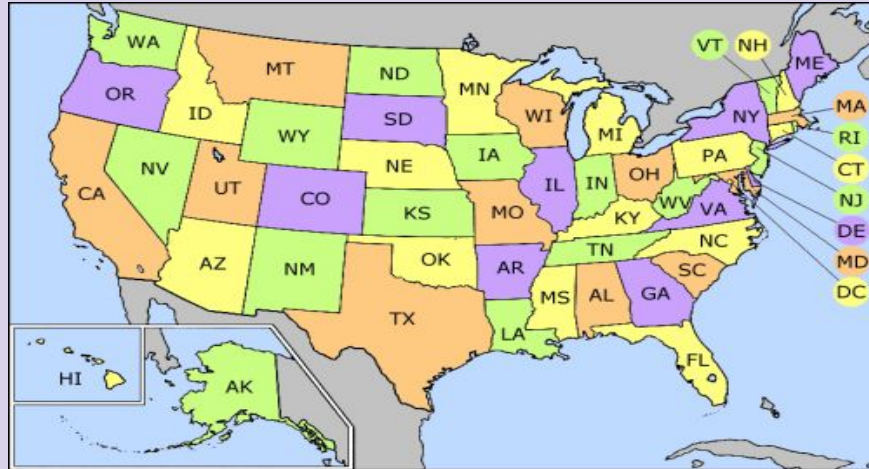 WA
MT
ND
MN
VT
NH
ME
OR
ID
SD
WI
MI
NY
MA
WY
RI
IA
NE
PA
CT
NV
IL
IN
OH
NJ
UT
CO
CA
KS
MO
WV
VA
KY
DE
MD
DC
NC
TN
AZ
NM
OK
AR
SC
MS
AL
GA
TX
LA
FL
HI
AK